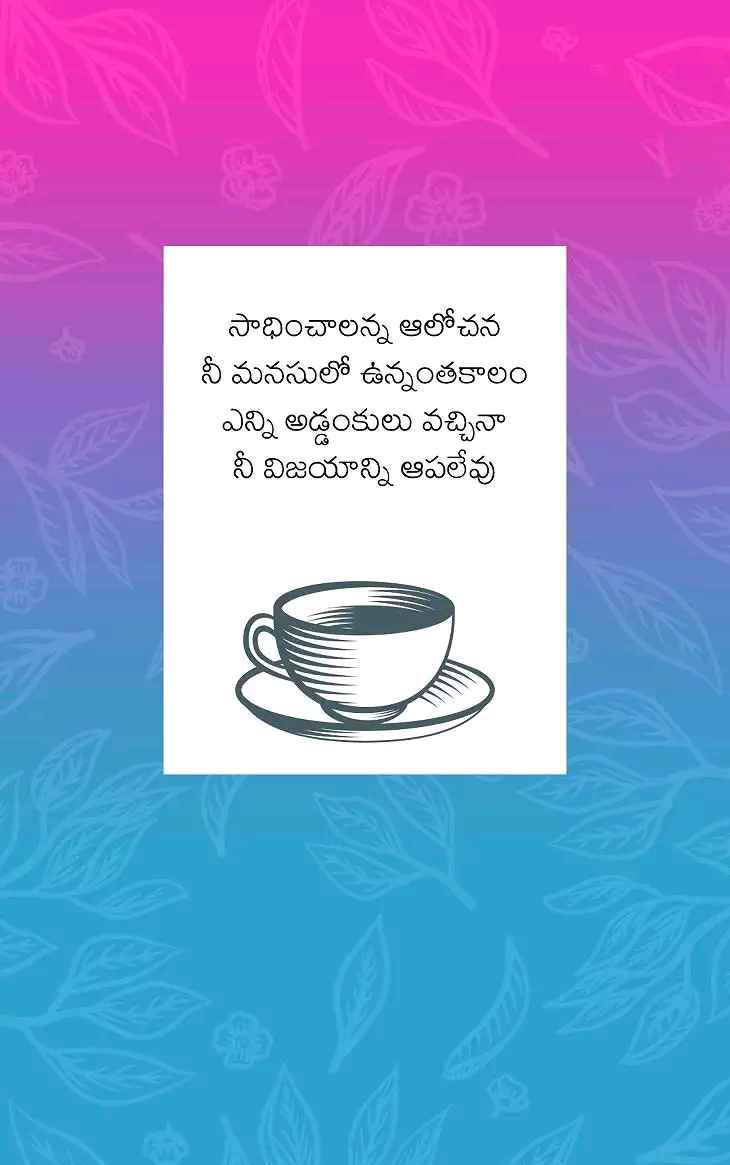 సాధించాలన్న ఆలోచన
నీ మనసులో ఉన్నంతకాలం
ఎన్ని అడ్డంకులు వచ్చినా
నీ విజయాన్ని ఆపలేవు